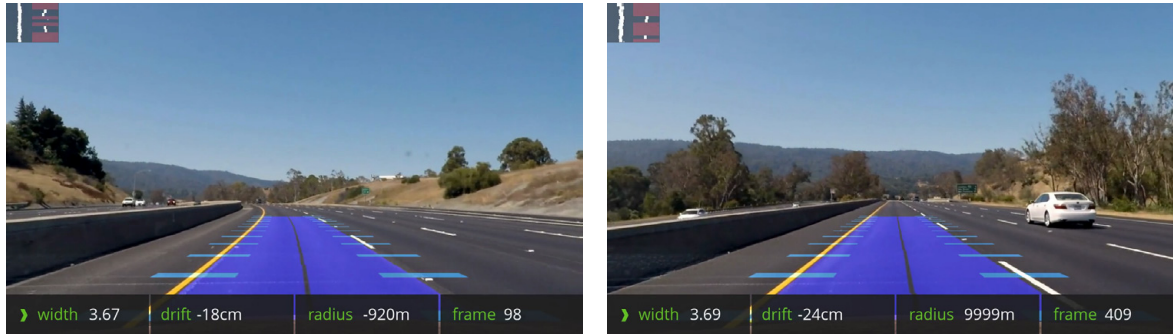 ❱ width 3.67 drift -18cm radius -920m frame 98
❱ width 3.69 drift -24cm radius 9999m frame 409